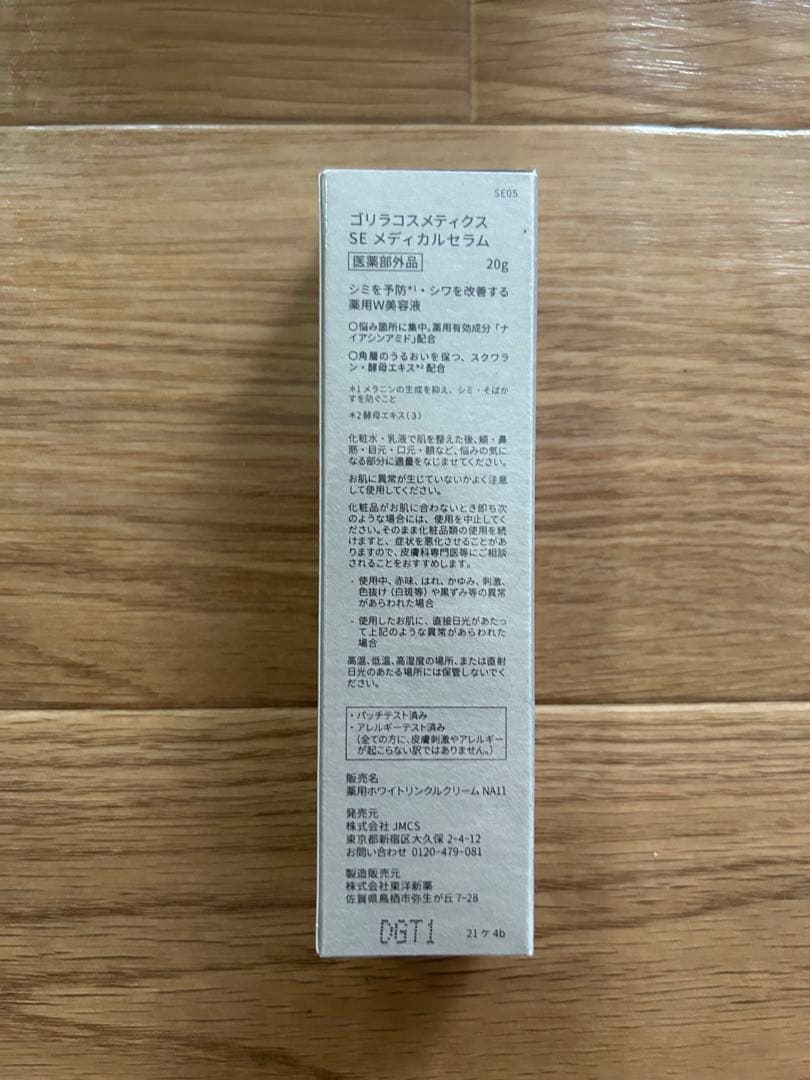 SE05
ゴリラコスメティクス
SE メディカルセラム
医薬部外品 20g
シミを予防*1・シワを改善する
薬用W美容液
〇悩み箇所に集中。薬用有効成分「ナ
イアシンアミド」配合
〇角層のうるおいを保つ、スクワラ
ン・酵母エキス*2配合
*1 メラニンの生成を抑え、シミ・そばか
すを防ぐこと
*2 酵母エキス(3)
化粧水・乳液で肌を整えた後、頬・鼻
筋・目元・口元・額など、悩みの気に
なる部分に適量をなじませてください。
お肌に異常が生じていないかよく注意
して使用してください。
化粧品がお肌に合わないとき即ち次
のような場合には、使用を中止してく
ださい。そのまま化粧品類の使用を続
けますと、症状を悪化させることがあ
りますので、皮膚科専門医等にご相談
されることをおすすめします。
- 使用中、赤味、はれ、かゆみ、刺激、
色抜け(白斑等)や黒ずみ等の異常
があらわれた場合
- 使用したお肌に、直接日光があたっ
て上記のような異常があらわれた
場合
高温、低温、高湿度の場所、または直射
日光のあたる場所には保管しないでく
ださい。
・パッチテスト済み
・アレルギーテスト済み
(全ての方に、皮膚刺激やアレルギー
が起こらない訳ではありません。)
販売名
薬用ホワイトリンクルクリーム NA11
発売元
株式会社 JMCS
東京都新宿区大久保 2-4-12
お問い合わせ 0120-479-081
製造販売元
株式会社東洋新薬
佐賀県鳥栖市弥生が丘 7-28
DGT1 21ケ4b